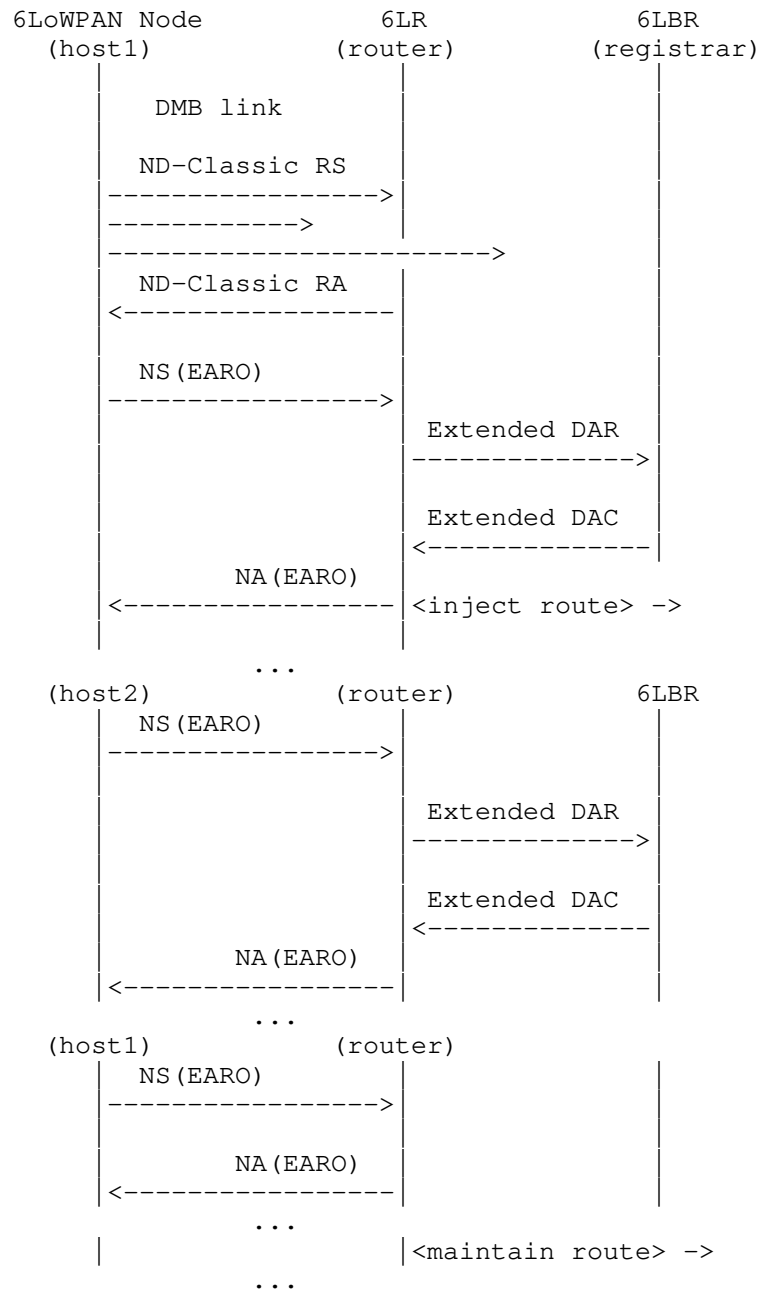 6LoWPAN Node 6LR 6LBR
(host1) (router) (registrar)
DMB link
ND-Classic RS
ND-Classic RA
NS(EARO)
Extended DAR
Extended DAC
NA(EARO)
<inject route> ->
...
(host2) (router) 6LBR
NS(EARO)
Extended DAR
Extended DAC
NA(EARO)
...
(host1) (router)
NS(EARO)
NA(EARO)
...
<maintain route> ->
...